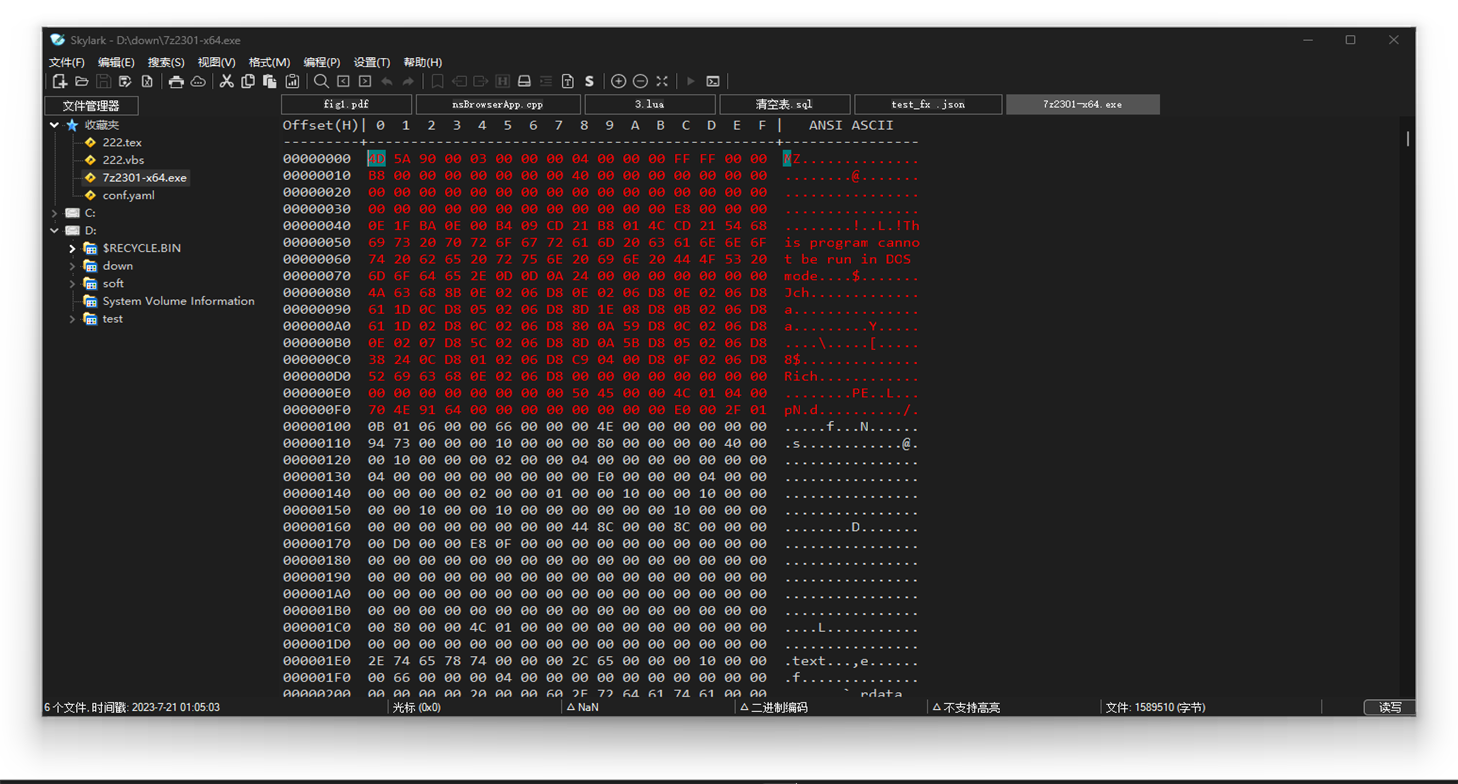 Skylark - D:\down\7z2301-x64.exe
文件(F) 编辑(E) 搜索(S) 视图(V) 格式(M) 编程(P) 设置(T) 帮助(H)
文件管理器 fig1.pdf nsBrowserApp.cpp 3.lua 清空表.sql test_fx .json 7z2301-x64.exe
收藏夹
222.tex
222.vbs
7z2301-x64.exe
conf.yaml
C:
D:
$RECYCLE.BIN
down
soft
System Volume Information
test
Offset(H)| 0 1 2 3 4 5 6 7 8 9 A B C D E F | ANSI ASCII
---------+-------------------------------------------------+----------------
00000000 4D 5A 90 00 03 00 00 00 04 00 00 00 FF FF 00 00 MZ..............
00000010 B8 00 00 00 00 00 00 00 40 00 00 00 00 00 00 00 ........@.......
00000020 00 00 00 00 00 00 00 00 00 00 00 00 00 00 00 00 ................
00000030 00 00 00 00 00 00 00 00 00 00 00 00 E8 00 00 00 ................
00000040 0E 1F BA 0E 00 B4 09 CD 21 B8 01 4C CD 21 54 68 ........!..L.!Th
00000050 69 73 20 70 72 6F 67 72 61 6D 20 63 61 6E 6E 6F is program canno
00000060 74 20 62 65 20 72 75 6E 20 69 6E 20 44 4F 53 20 t be run in DOS
00000070 6D 6F 64 65 2E 0D 0D 0A 24 00 00 00 00 00 00 00 mode....$.......
00000080 4A 63 68 8B 0E 02 06 D8 0E 02 06 D8 0E 02 06 D8 Jch.............
00000090 61 1D 0C D8 05 02 06 D8 8D 1E 08 D8 0B 02 06 D8 a...............
000000A0 61 1D 02 D8 0C 02 06 D8 80 0A 59 D8 0C 02 06 D8 a.........Y.....
000000B0 0E 02 07 D8 5C 02 06 D8 8D 0A 5B D8 05 02 06 D8 ....\.....[.....
000000C0 38 24 0C D8 01 02 06 D8 C9 04 00 D8 0F 02 06 D8 8$..............
000000D0 52 69 63 68 0E 02 06 D8 00 00 00 00 00 00 00 00 Rich............
000000E0 00 00 00 00 00 00 00 00 50 45 00 00 4C 01 04 00 ........PE..L...
000000F0 70 4E 91 64 00 00 00 00 00 00 00 00 E0 00 2F 01 pN.d........../.
00000100 0B 01 06 00 00 66 00 00 00 4E 00 00 00 00 00 00 .....f...N......
00000110 94 73 00 00 00 10 00 00 00 80 00 00 00 00 40 00 .s............@.
00000120 00 10 00 00 00 02 00 00 04 00 00 00 00 00 00 00 ................
00000130 04 00 00 00 00 00 00 00 00 E0 00 00 00 04 00 00 ................
00000140 00 00 00 00 02 00 00 01 00 00 10 00 00 10 00 00 ................
00000150 00 00 10 00 00 10 00 00 00 00 00 00 10 00 00 00 ................
00000160 00 00 00 00 00 00 00 00 44 8C 00 00 8C 00 00 00 ........D.......
00000170 00 D0 00 00 E8 0F 00 00 00 00 00 00 00 00 00 00 ................
00000180 00 00 00 00 00 00 00 00 00 00 00 00 00 00 00 00 ................
00000190 00 00 00 00 00 00 00 00 00 00 00 00 00 00 00 00 ................
000001A0 00 00 00 00 00 00 00 00 00 00 00 00 00 00 00 00 ................
000001B0 00 00 00 00 00 00 00 00 00 00 00 00 00 00 00 00 ................
000001C0 00 80 00 00 4C 01 00 00 00 00 00 00 00 00 00 00 ....L...........
000001D0 00 00 00 00 00 00 00 00 00 00 00 00 00 00 00 00 ................
000001E0 2E 74 65 78 74 00 00 00 2C 65 00 00 00 10 00 00 .text...,e......
000001F0 00 66 00 00 00 04 00 00 00 00 00 00 00 00 00 00 .f..............
00000200 00 00 00 00 20 00 00 60 2E 72 64 61 74 61 00 00 .... ..`.rdata..
6 个文件, 时间戳: 2023-7-21 01:05:03 光标 (0x0) △ NaN △ 二进制编码 △ 不支持高亮 文件: 1589510 (字节) 读写